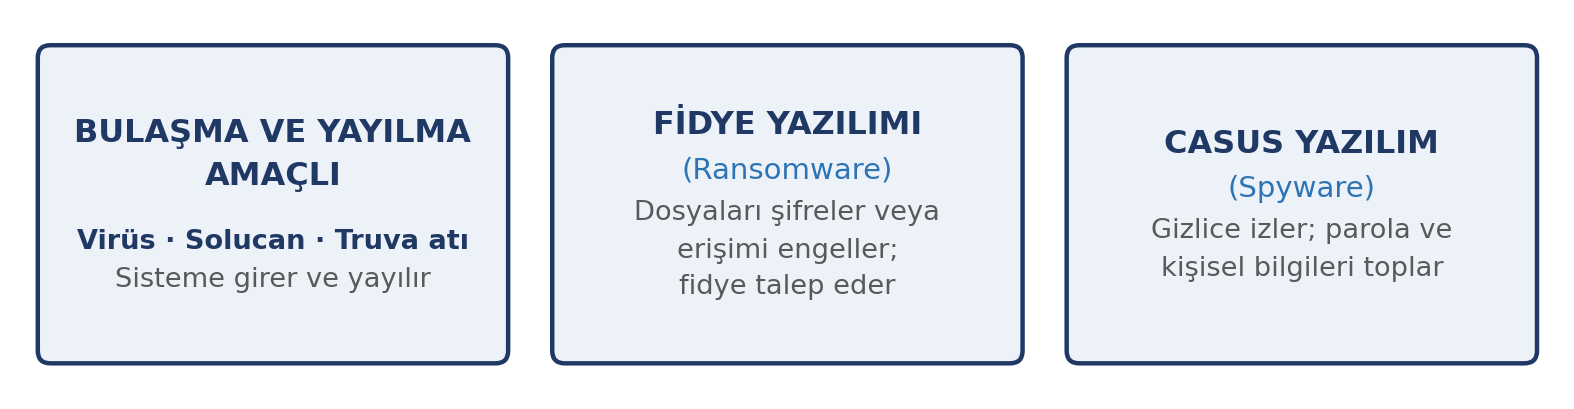 BULAŞMA VE YAYILMA
AMAÇLI
Virüs · Solucan · Truva atı
Sisteme girer ve yayılır
FİDYE YAZILIMI
(Ransomware)
Dosyaları şifreler veya
erişimi engeller;
fidye talep eder
CASUS YAZILIM
(Spyware)
Gizlice izler; parola ve
kişisel bilgileri toplar